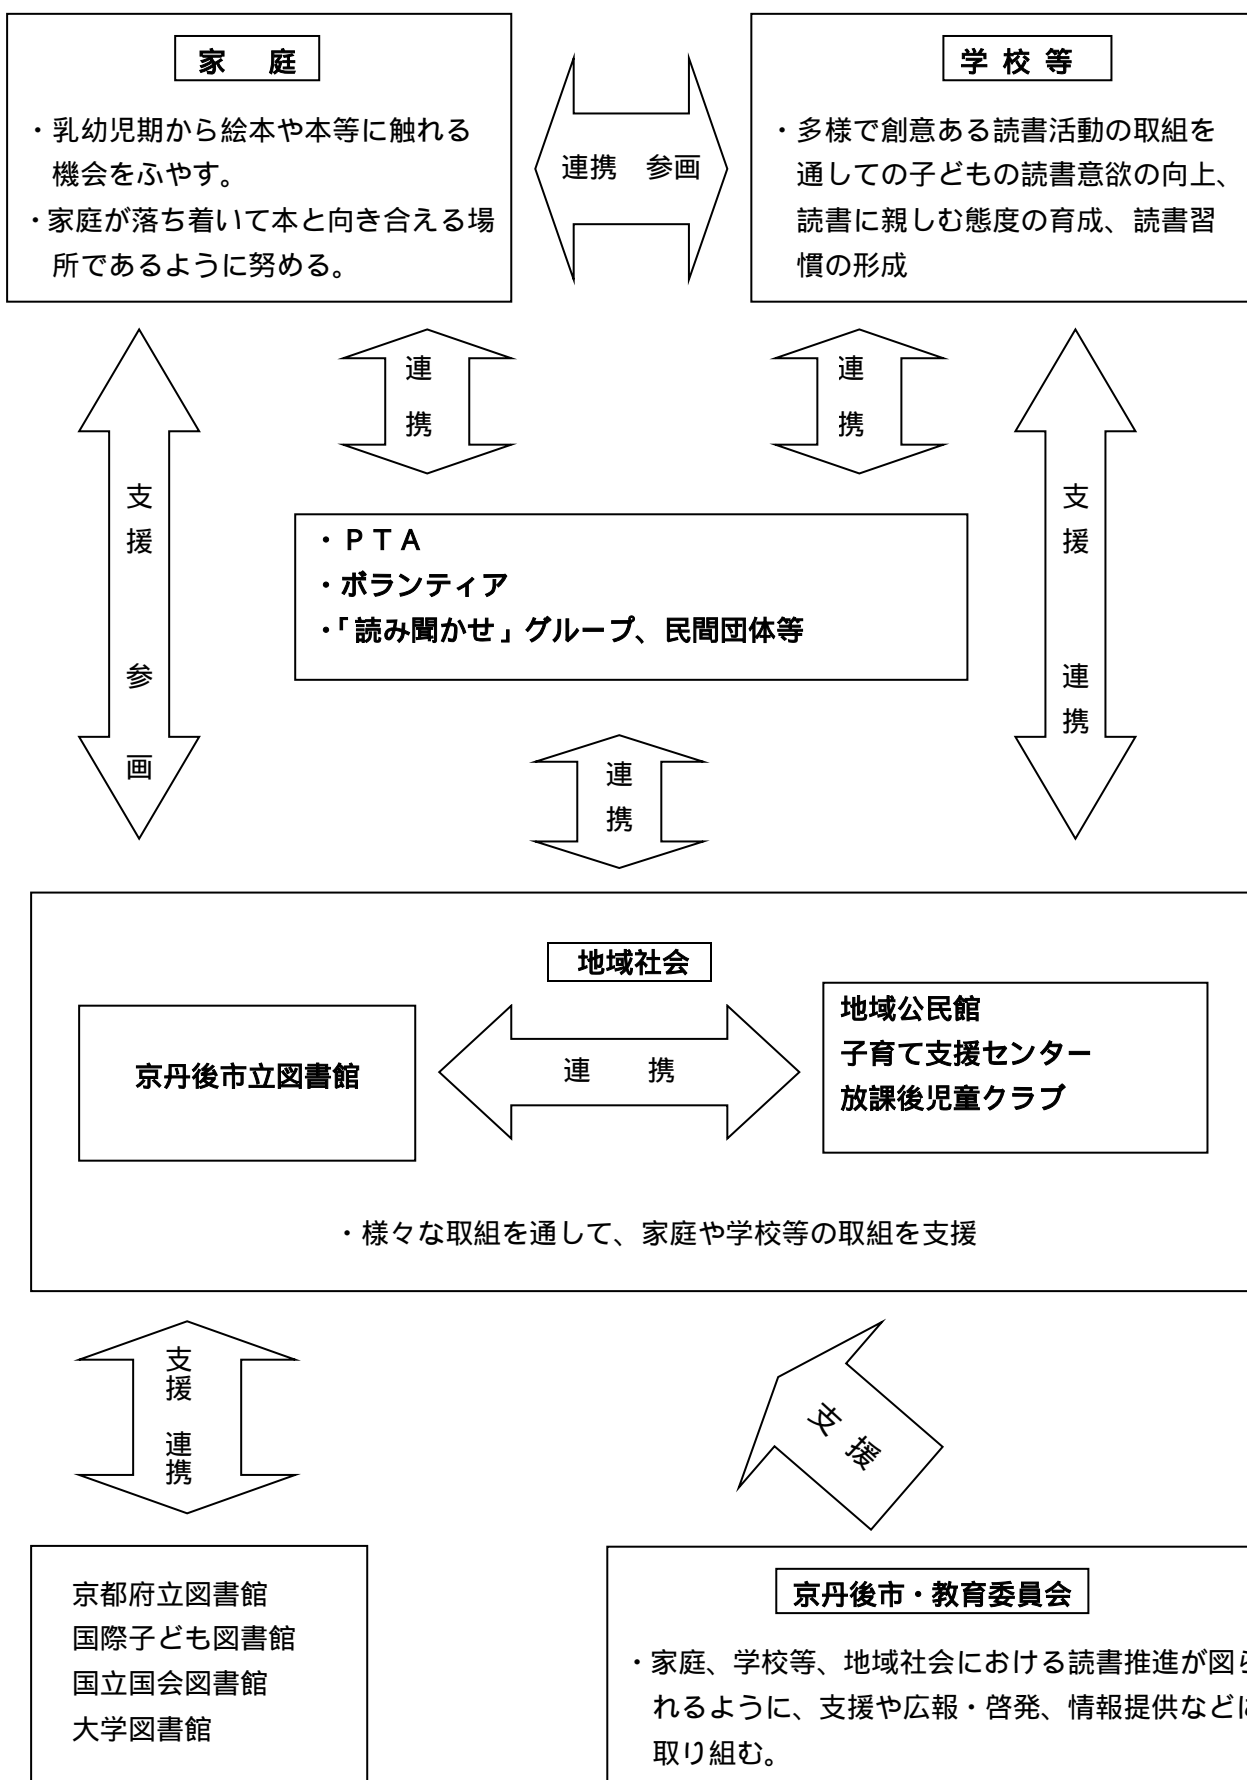 家　庭
・乳幼児期から絵本や本等に触れる
機会をふやす。
・家庭が落ち着いて本と向き合える場
所であるように努める。
連携　参画
学 校 等
・多様で創意ある読書活動の取組を
通しての子どもの読書意欲の向上、
読書に親しむ態度の育成、読書習
慣の形成
支援　参画
連携
連携
支援　連携
・ＰＴＡ
・ボランティア
・「読み聞かせ」グループ、民間団体等
連携
地域社会
京丹後市立図書館
連　携
地域公民館
子育て支援センター
放課後児童クラブ
・様々な取組を通して、家庭や学校等の取組を支援
支援　連携
支援
京都府立図書館
国際子ども図書館
国立国会図書館
大学図書館
京丹後市・教育委員会
・家庭、学校等、地域社会における読書推進が図ら
れるように、支援や広報・啓発、情報提供などに
取り組む。